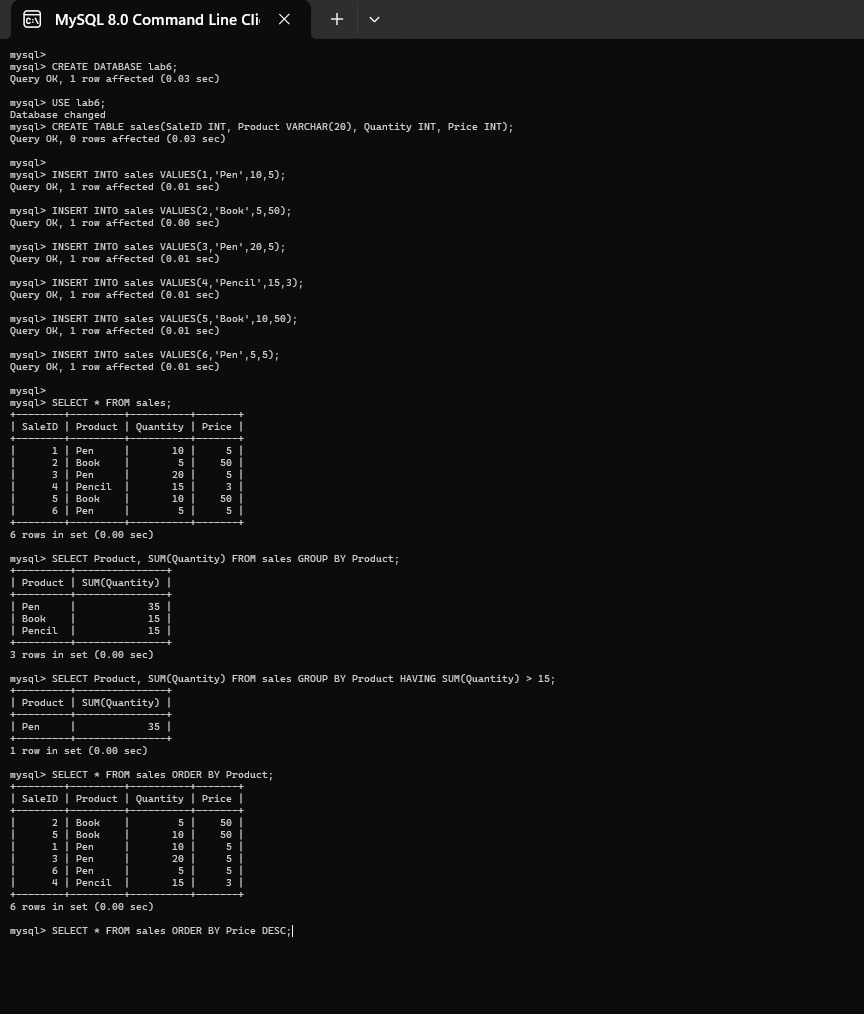 MySQL 8.0 Command Line Cli
mysql>
mysql> CREATE DATABASE lab6;
Query OK, 1 row affected (0.03 sec)
mysql> USE lab6;
Database changed
mysql> CREATE TABLE sales(SaleID INT, Product VARCHAR(20), Quantity INT, Price INT);
Query OK, 0 rows affected (0.03 sec)
mysql>
mysql> INSERT INTO sales VALUES(1,'Pen',10,5);
Query OK, 1 row affected (0.01 sec)
mysql> INSERT INTO sales VALUES(2,'Book',5,50);
Query OK, 1 row affected (0.00 sec)
mysql> INSERT INTO sales VALUES(3,'Pen',20,5);
Query OK, 1 row affected (0.01 sec)
mysql> INSERT INTO sales VALUES(4,'Pencil',15,3);
Query OK, 1 row affected (0.01 sec)
mysql> INSERT INTO sales VALUES(5,'Book',10,50);
Query OK, 1 row affected (0.01 sec)
mysql> INSERT INTO sales VALUES(6,'Pen',5,5);
Query OK, 1 row affected (0.01 sec)
mysql>
mysql> SELECT * FROM sales;
+--------+---------+----------+-------+
| SaleID | Product | Quantity | Price |
+--------+---------+----------+-------+
|      1 | Pen     |       10 |     5 |
|      2 | Book    |        5 |    50 |
|      3 | Pen     |       20 |     5 |
|      4 | Pencil  |       15 |     3 |
|      5 | Book    |       10 |    50 |
|      6 | Pen     |        5 |     5 |
+--------+---------+----------+-------+
6 rows in set (0.00 sec)
mysql> SELECT Product, SUM(Quantity) FROM sales GROUP BY Product;
+---------+---------------+
| Product | SUM(Quantity) |
+---------+---------------+
| Pen     |            35 |
| Book    |            15 |
| Pencil  |            15 |
+---------+---------------+
3 rows in set (0.00 sec)
mysql> SELECT Product, SUM(Quantity) FROM sales GROUP BY Product HAVING SUM(Quantity) > 15;
+---------+---------------+
| Product | SUM(Quantity) |
+---------+---------------+
| Pen     |            35 |
+---------+---------------+
1 row in set (0.00 sec)
mysql> SELECT * FROM sales ORDER BY Product;
+--------+---------+----------+-------+
| SaleID | Product | Quantity | Price |
+--------+---------+----------+-------+
|      2 | Book    |        5 |    50 |
|      5 | Book    |       10 |    50 |
|      1 | Pen     |       10 |     5 |
|      3 | Pen     |       20 |     5 |
|      6 | Pen     |        5 |     5 |
|      4 | Pencil  |       15 |     3 |
+--------+---------+----------+-------+
6 rows in set (0.00 sec)
mysql> SELECT * FROM sales ORDER BY Price DESC;